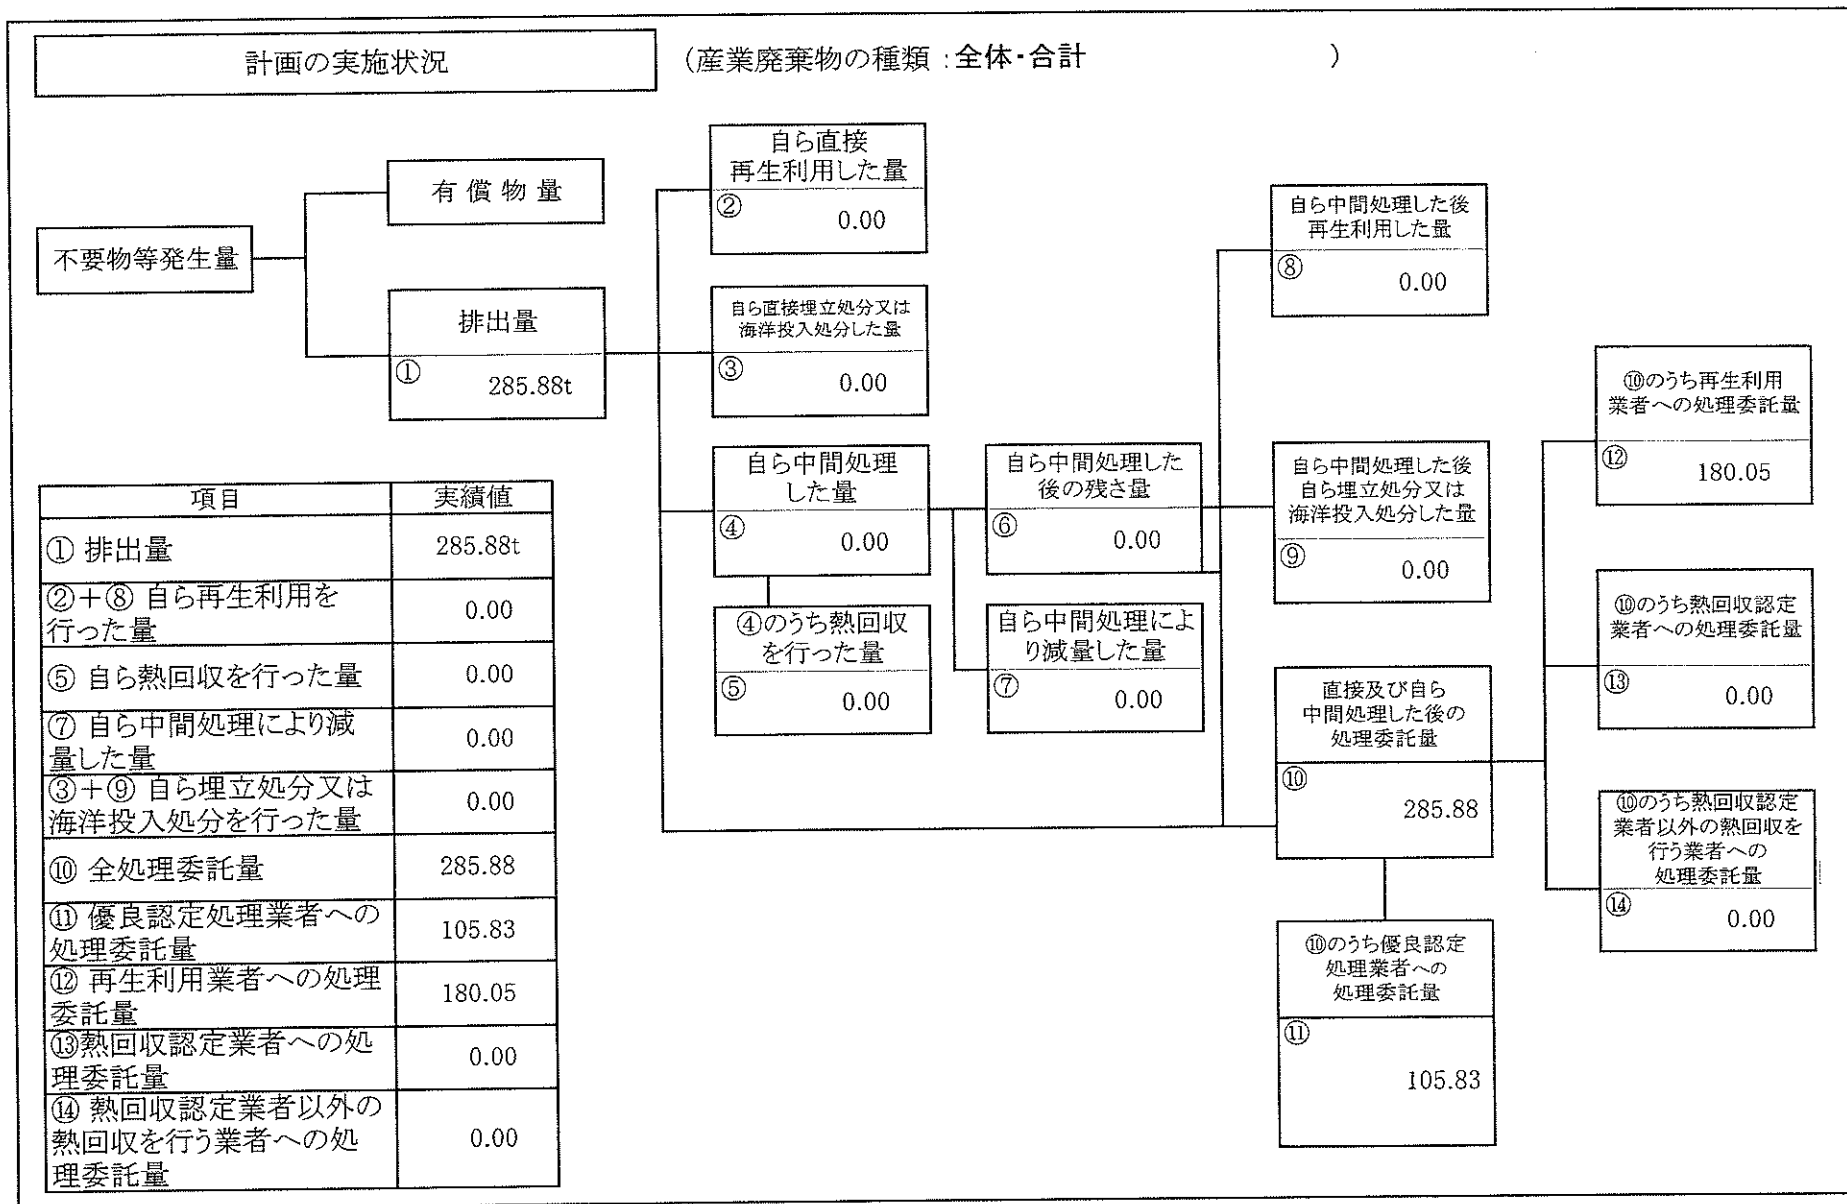 計画の実施状況
(産業廃棄物の種類:全体・合計)
不要物等発生量
有償物量
排出量
①
285.88t
自ら直接
再生利用した量
②
0.00
自ら直接埋立処分又は
海洋投入処分した量
③
0.00
自ら中間処理
した量
④
0.00
④のうち熱回収
を行った量
⑤
0.00
自ら中間処理した
後の残さ量
⑥
0.00
自ら中間処理によ
り減量した量
⑦
0.00
自ら中間処理した後
再生利用した量
⑧
0.00
自ら中間処理した後
自ら埋立処分又は
海洋投入処分した量
⑨
0.00
直接及び自ら
中間処理した後の
処理委託量
⑩
285.88
⑩のうち優良認定
処理業者への
処理委託量
⑪
105.83
⑩のうち再生利用
業者への処理委託量
⑫
180.05
⑩のうち熱回収認定
業者への処理委託量
⑬
0.00
⑩のうち熱回収認定
業者以外の熱回収を
行う業者への
処理委託量
⑭
0.00
項目 実績値
① 排出量 285.88t
②+⑧ 自ら再生利用を
行った量 0.00
⑤ 自ら熱回収を行った量 0.00
⑦ 自ら中間処理により減
量した量 0.00
③+⑨ 自ら埋立処分又は
海洋投入処分を行った量 0.00
⑩ 全処理委託量 285.88
⑪ 優良認定処理業者への
処理委託量 105.83
⑫ 再生利用業者への処理
委託量 180.05
⑬熱回収認定業者への処
理委託量 0.00
⑭ 熱回収認定業者以外の
熱回収を行う業者への処
理委託量 0.00